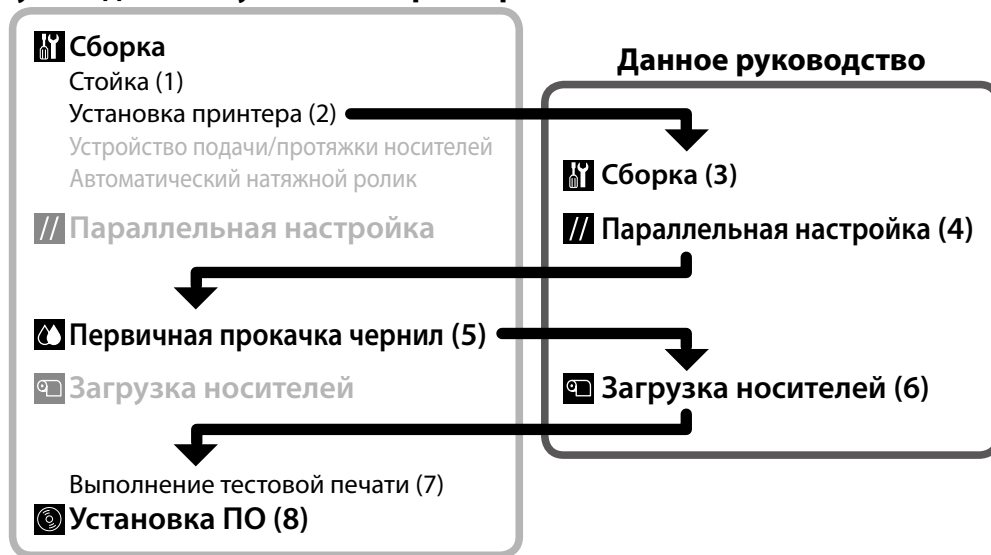 Сборка
Стойка (1)
Установка принтера (2)
Устройство подачи/протяжки носителей
Автоматический натяжной ролик
Параллельная настройка
Первичная прокачка чернил (5)
Загрузка носителей
Выполнение тестовой печати (7)
Установка ПО (8)
Данное руководство
Сборка (3)
Параллельная настройка (4)
Загрузка носителей (6)